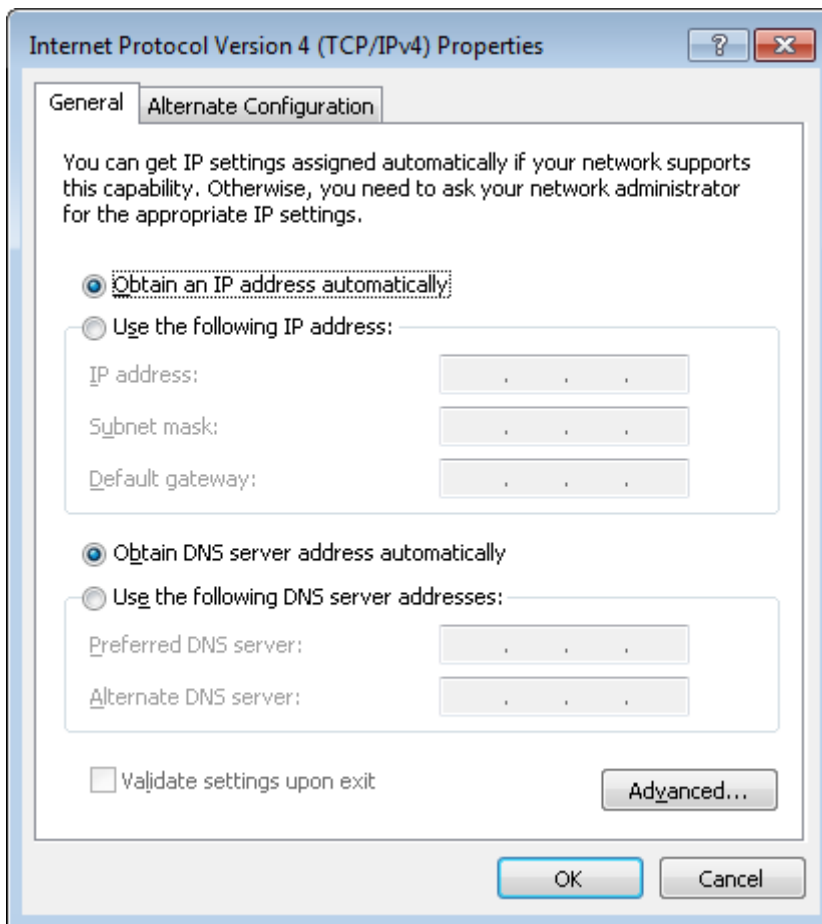 Internet Protocol Version 4 (TCP/IPv4) Properties
General
Alternate Configuration
You can get IP settings assigned automatically if your network supports
this capability. Otherwise, you need to ask your network administrator
for the appropriate IP settings.
Obtain an IP address automatically
Use the following IP address:
IP address:
Subnet mask:
Default gateway:
Obtain DNS server address automatically
Use the following DNS server addresses:
Preferred DNS server:
Alternate DNS server:
Validate settings upon exit
Advanced...
OK
Cancel